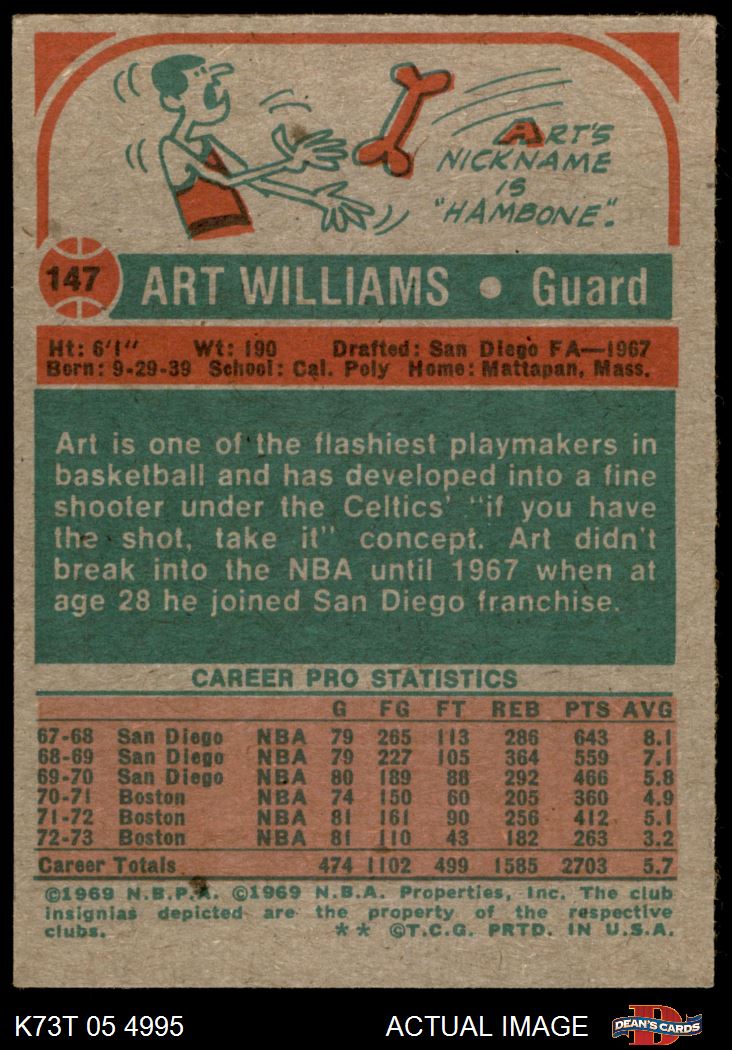 ART'S
NICKNAME
IS
"HAMBONE".
147
ART WILLIAMS • Guard
Ht: 6'1" Wt: 190 Drafted: San Diego FA—1967
Born: 9-29-39 School: Cal. Poly Home: Mattapan, Mass.
Art is one of the flashiest playmakers in
basketball and has developed into a fine
shooter under the Celtics' "if you have
the shot, take it" concept. Art didn't
break into the NBA until 1967 when at
age 28 he joined San Diego franchise.
CAREER PRO STATISTICS
G FG FT REB PTS AVG
67-68 San Diego NBA 79 265 113 286 643 8.1
68-69 San Diego NBA 79 227 105 364 559 7.1
69-70 San Diego NBA 80 189 88 292 466 5.8
70-71 Boston NBA 74 150 60 205 360 4.9
71-72 Boston NBA 81 161 90 256 412 5.1
72-73 Boston NBA 81 110 43 182 263 3.2
Career Totals 474 1102 499 1585 2703 5.7
©1969 N.B.P.A. ©1969 N.B.A. Properties, Inc. The club
insignias depicted are the property of the respective
clubs. ** ©T.C.G. PRTD. IN U.S.A.
K73T 05 4995 ACTUAL IMAGE
D
DEAN'S CARDS